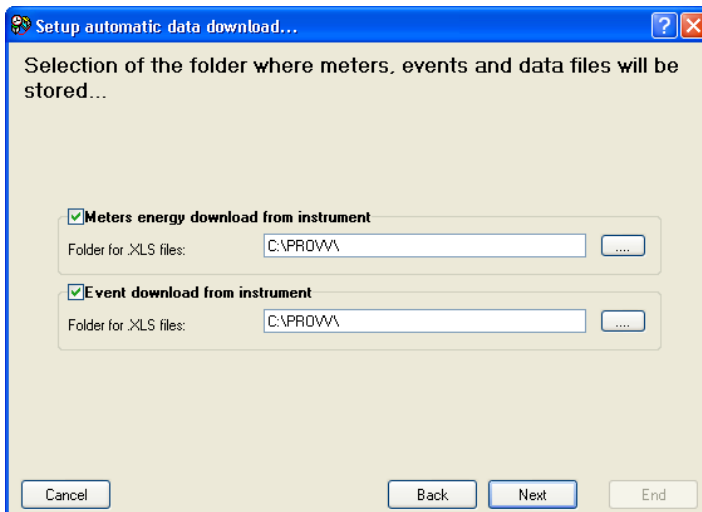 Setup automatic data download...
Selection of the folder where meters, events and data files will be
stored...
Meters energy download from instrument
Folder for .XLS files: C:\PROVV\ ....
Event download from instrument
Folder for .XLS files: C:\PROVV\ ....
Cancel Back Next End